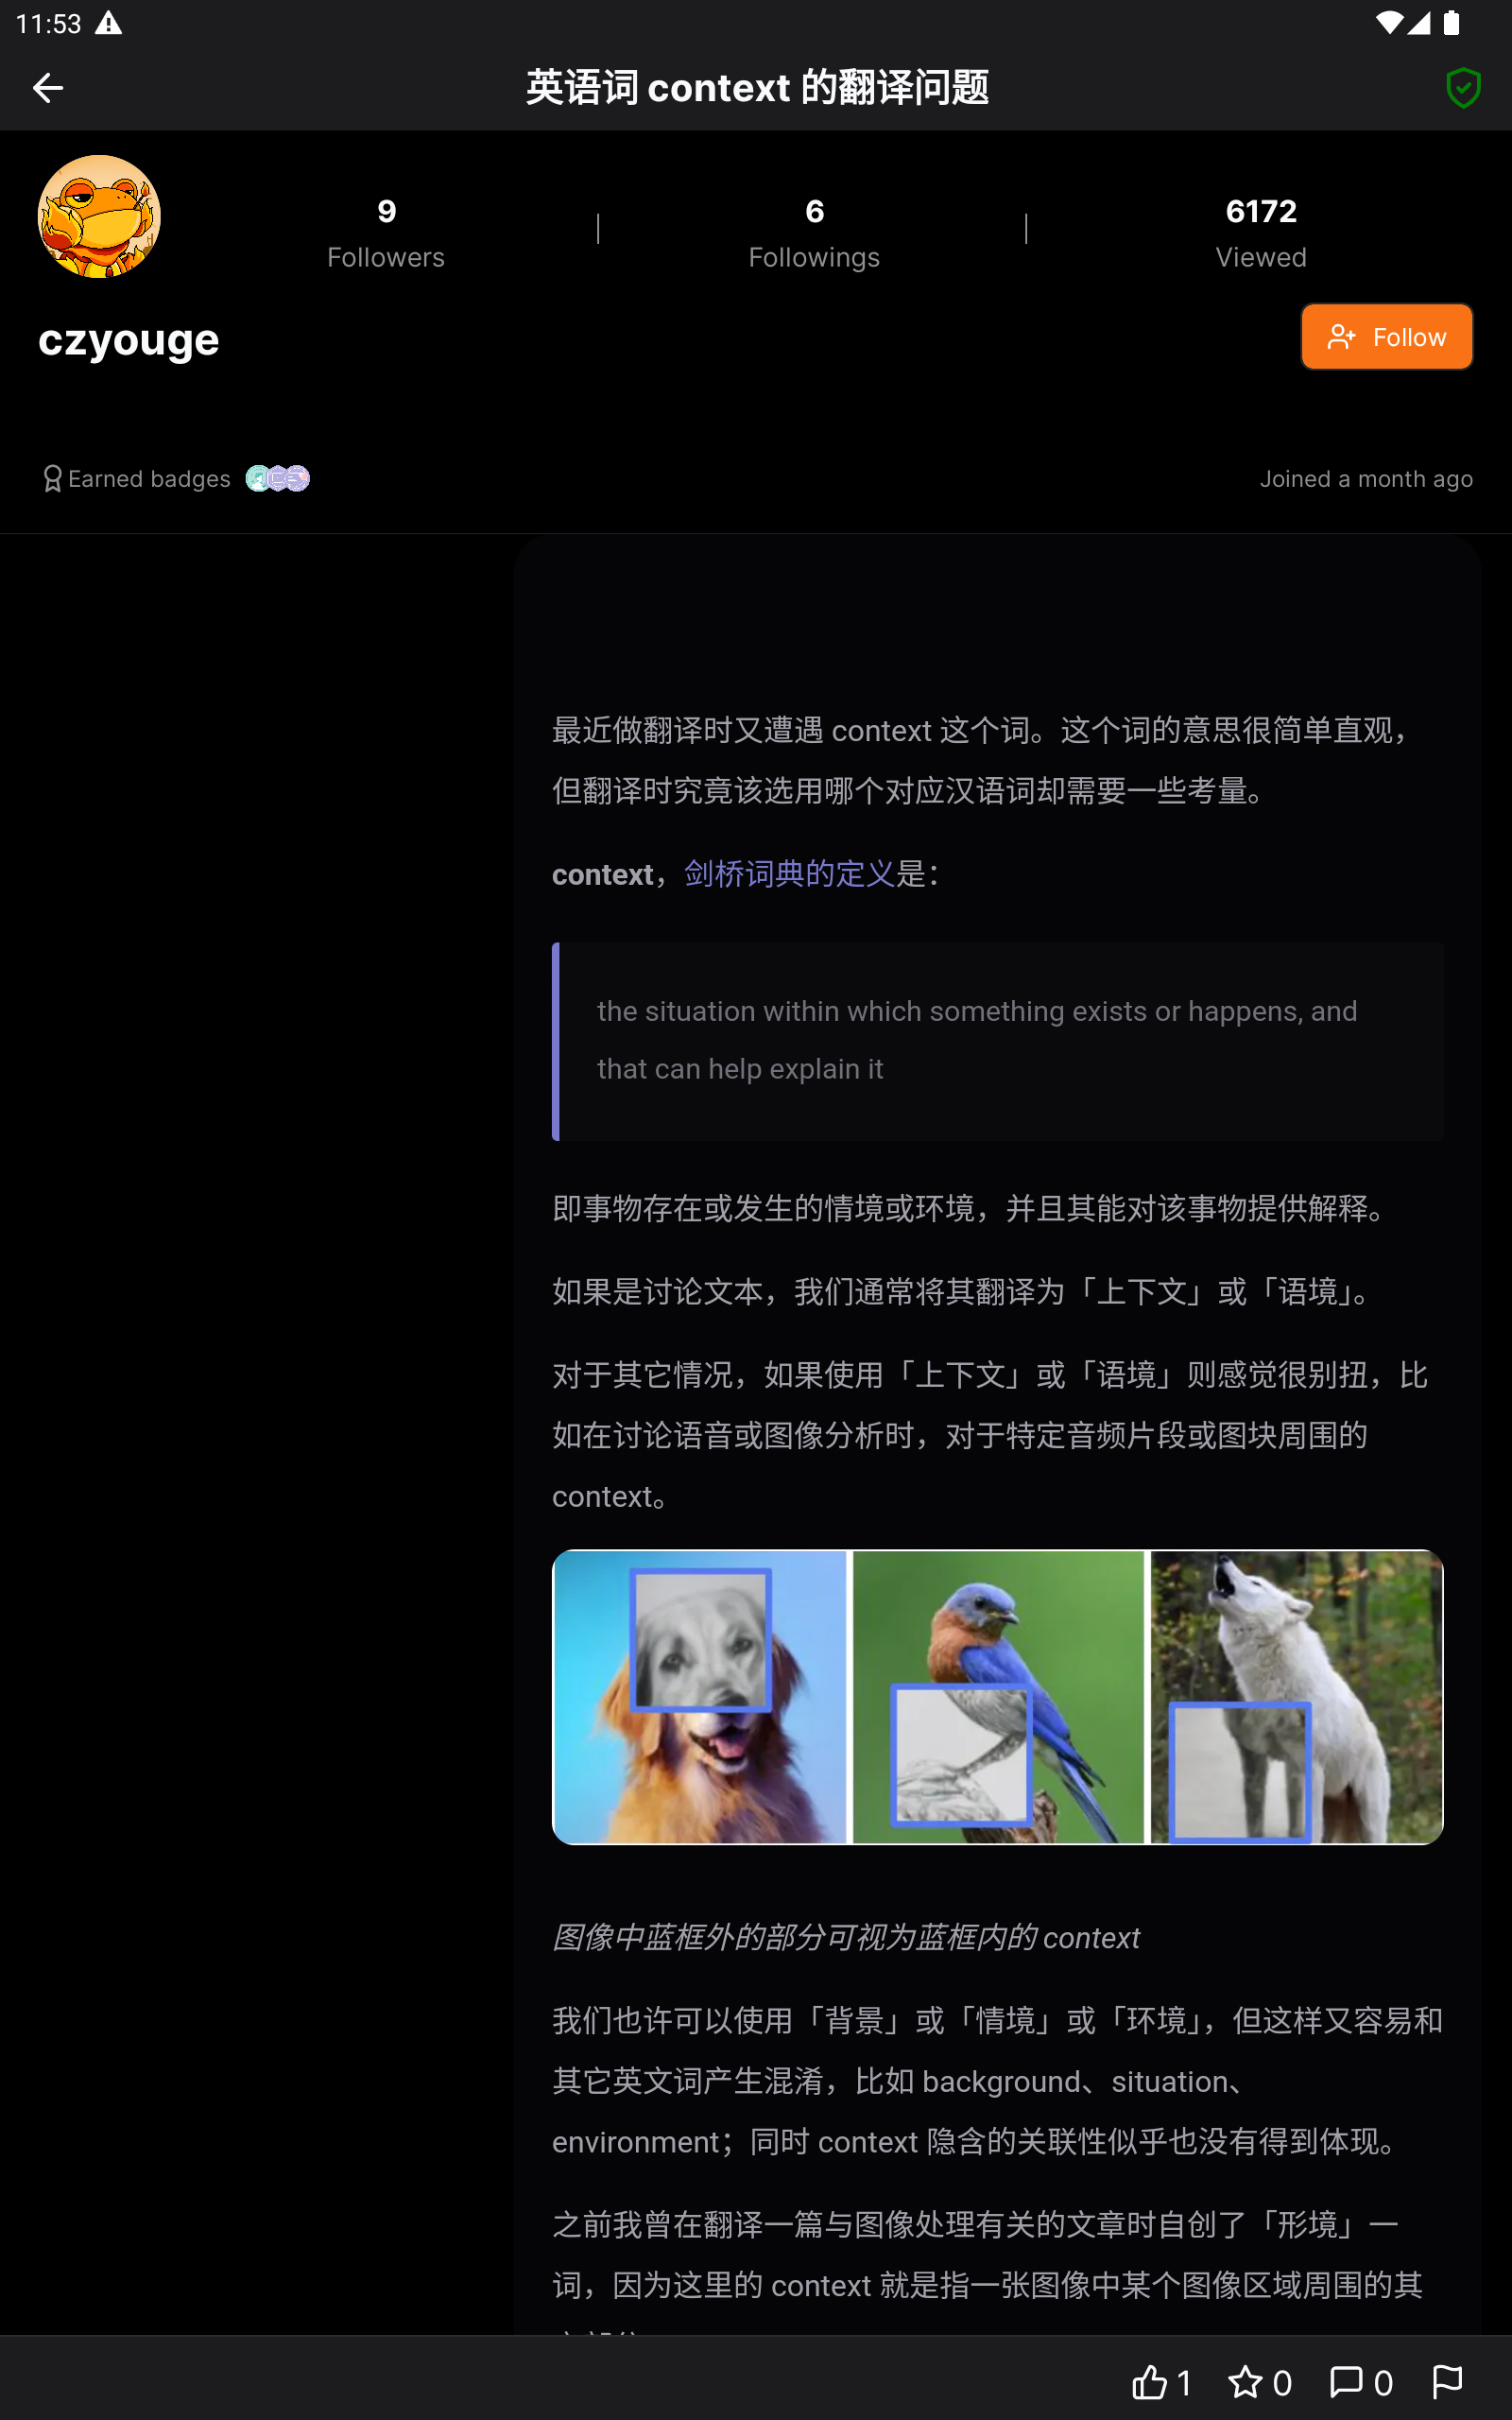 11:53
英语词 context 的翻译问题
9
Followers
6
Followings
6172
Viewed
czyouge
Follow
Earned badges
Joined a month ago
最近做翻译时又遭遇 context 这个词。这个词的意思很简单直观，
但翻译时究竟该选用哪个对应汉语词却需要一些考量。
context，剑桥词典的定义是：
the situation within which something exists or happens, and
that can help explain it
即事物存在或发生的情境或环境，并且其能对该事物提供解释。
如果是讨论文本，我们通常将其翻译为「上下文」或「语境」。
对于其它情况，如果使用「上下文」或「语境」则感觉很别扭，比
如在讨论语音或图像分析时，对于特定音频片段或图块周围的
context。
图像中蓝框外的部分可视为蓝框内的 context
我们也许可以使用「背景」或「情境」或「环境」，但这样又容易和
其它英文词产生混淆，比如 background、situation、
environment；同时 context 隐含的关联性似乎也没有得到体现。
之前我曾在翻译一篇与图像处理有关的文章时自创了「形境」一
词，因为这里的 context 就是指一张图像中某个图像区域周围的其
1
0
0